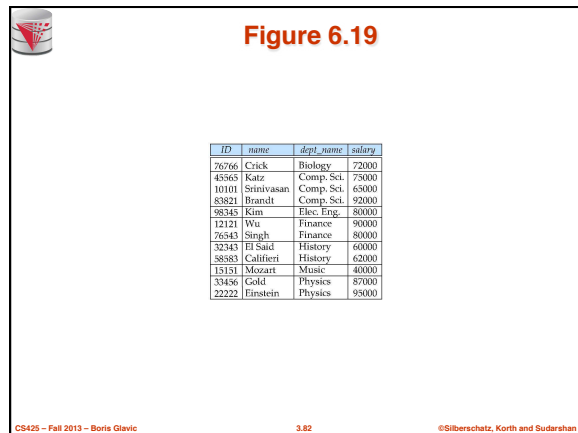 Figure 6.19
ID name dept_name salary
76766 Crick Biology 72000
45565 Katz Comp. Sci. 75000
10101 Srinivasan Comp. Sci. 65000
83821 Brandt Comp. Sci. 92000
98345 Kim Elec. Eng. 80000
12121 Wu Finance 90000
76543 Singh Finance 80000
32343 El Said History 60000
58583 Califieri History 62000
15151 Mozart Music 40000
33456 Gold Physics 87000
22222 Einstein Physics 95000
CS425 – Fall 2013 – Boris Glavic 3.82 ©Silberschatz, Korth and Sudarshan